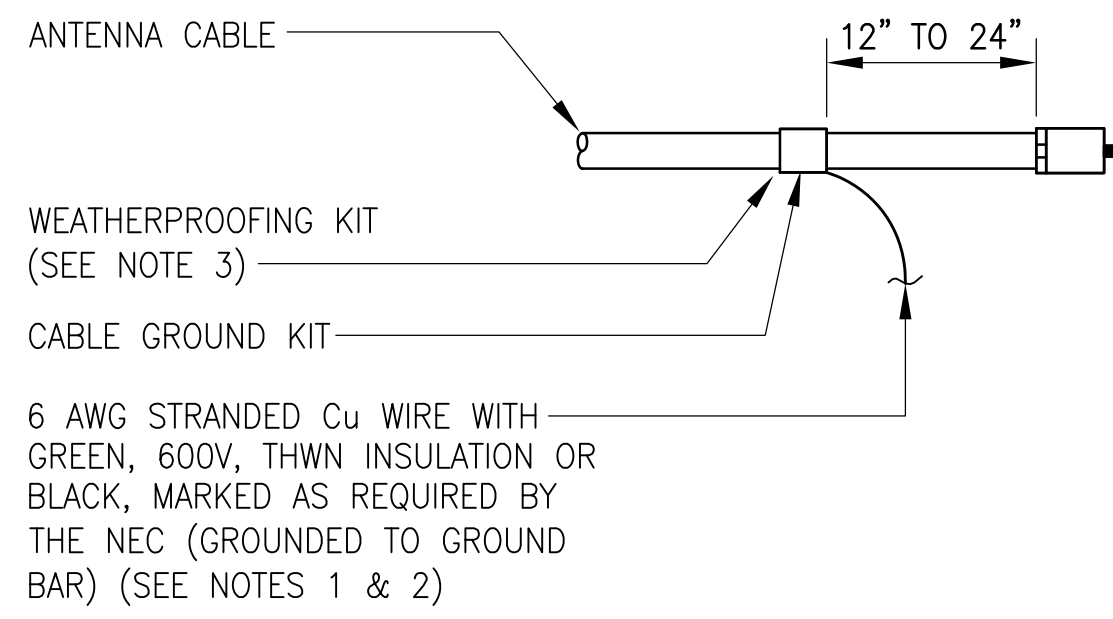 ANTENNA CABLE
12” TO 24”
WEATHERPROOFING KIT
(SEE NOTE 3)
CABLE GROUND KIT
6 AWG STRANDED Cu WIRE WITH
GREEN, 600V, THWN INSULATION OR
BLACK, MARKED AS REQUIRED BY
THE NEC (GROUNDED TO GROUND
BAR) (SEE NOTES 1 & 2)